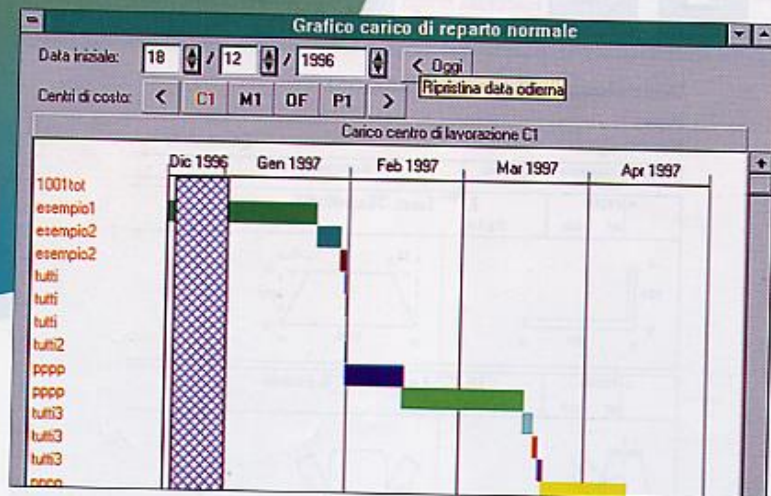 Grafico carico di reparto normale
Data iniziale: 18 / 12 / 1996 < Oggi
Ripristina data odierna
Centri di costo: < C1 M1 OF P1 >
Carico centro di lavorazione C1
Dic 1996 Gen 1997 Feb 1997 Mar 1997 Apr 1997
1001tot
esempio1
esempio2
esempio2
tutti
tutti
tutti
tutti2
pppp
pppp
tutti3
tutti3
tutti3
pppp